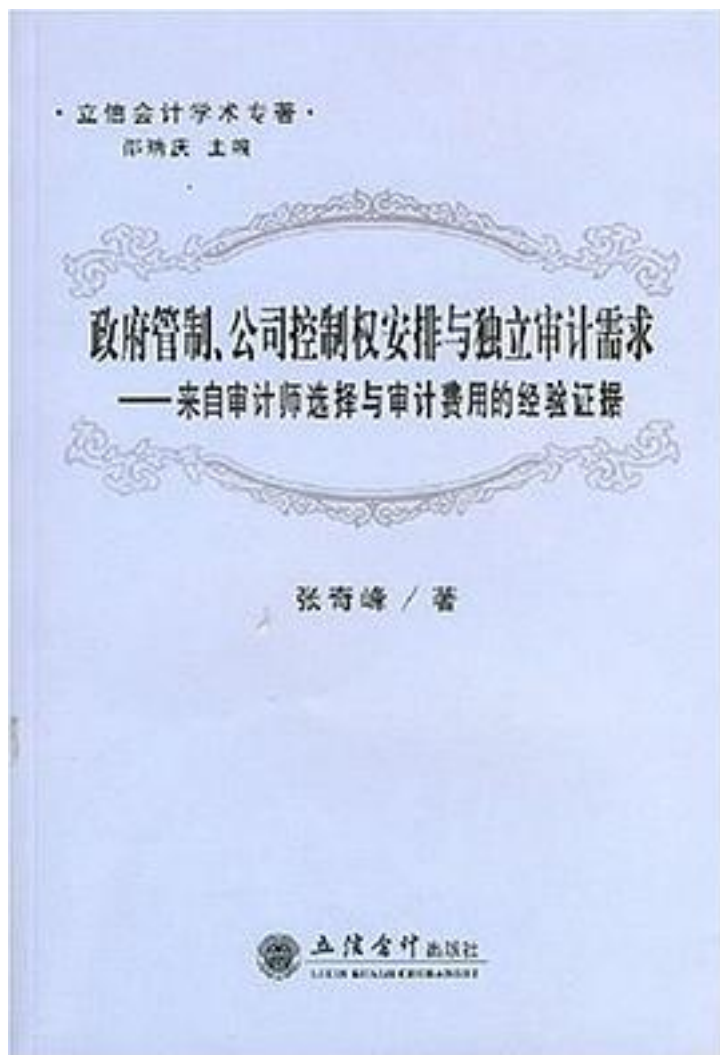 ·立信会计学术专著·
邵瑞庆 主编
政府管制、公司控制权安排与独立审计需求
——来自审计师选择与审计费用的经验证据
张奇峰／著
立信会计出版社
LIXIN KUAIJI CHUBANSHE